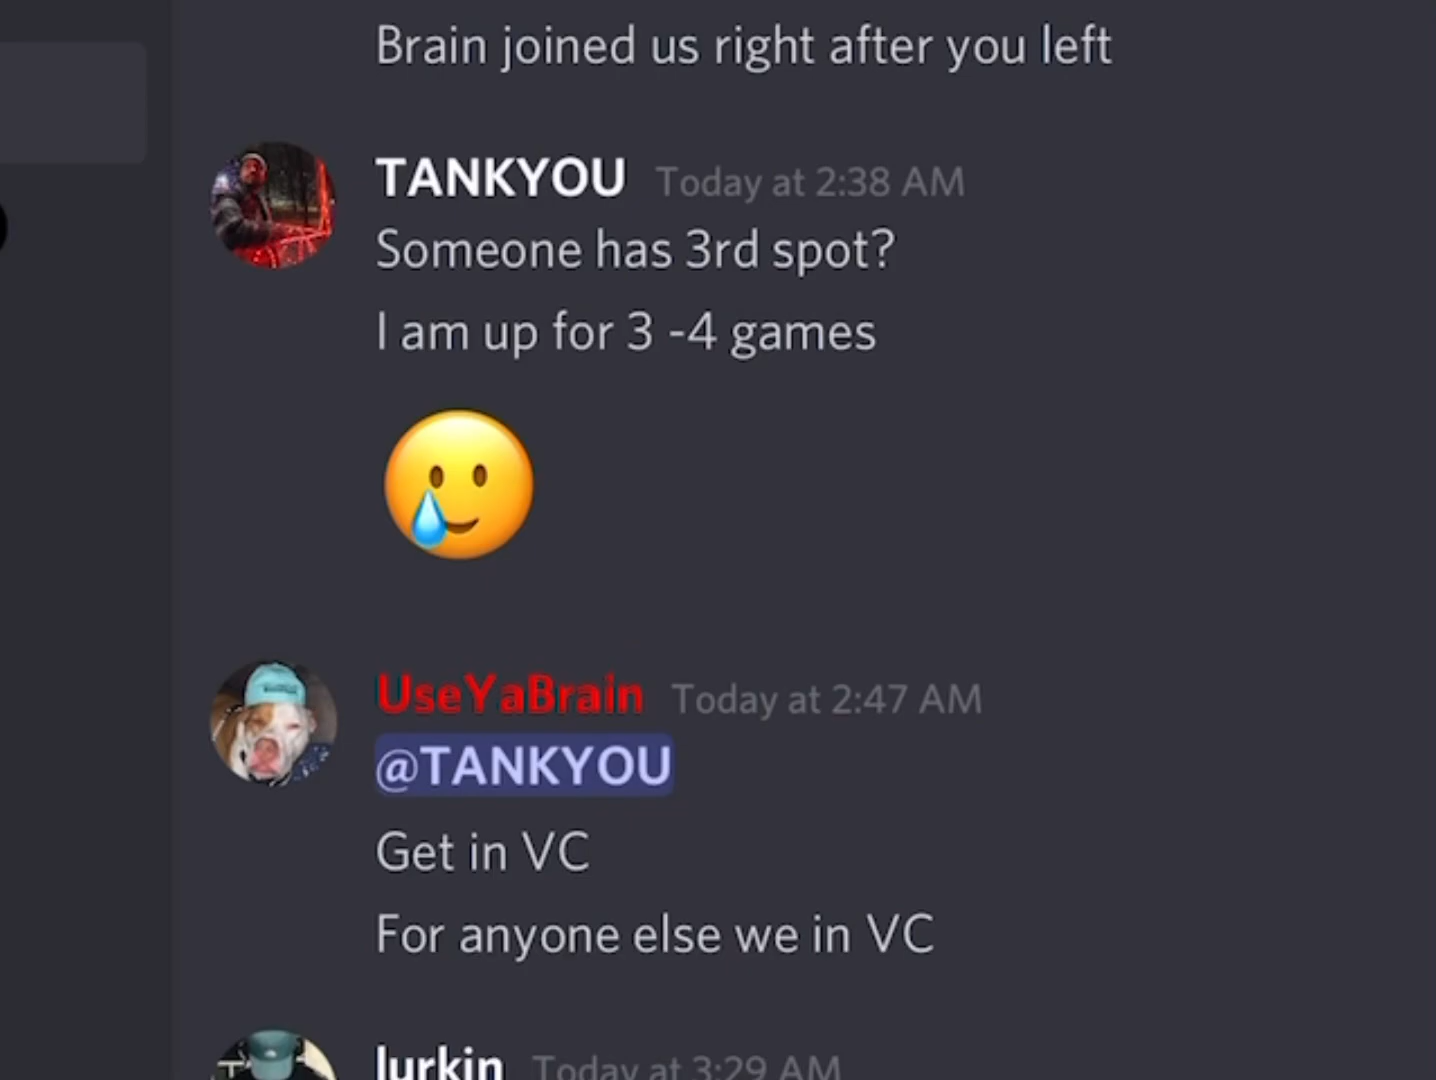 Brain joined us right after you left
TANKYOU Today at 2:38 AM
Someone has 3rd spot?
I am up for 3 -4 games
UseYaBrain Today at 2:47 AM
@TANKYOU
Get in VC
For anyone else we in VC
lurkin Today at 3:29 AM